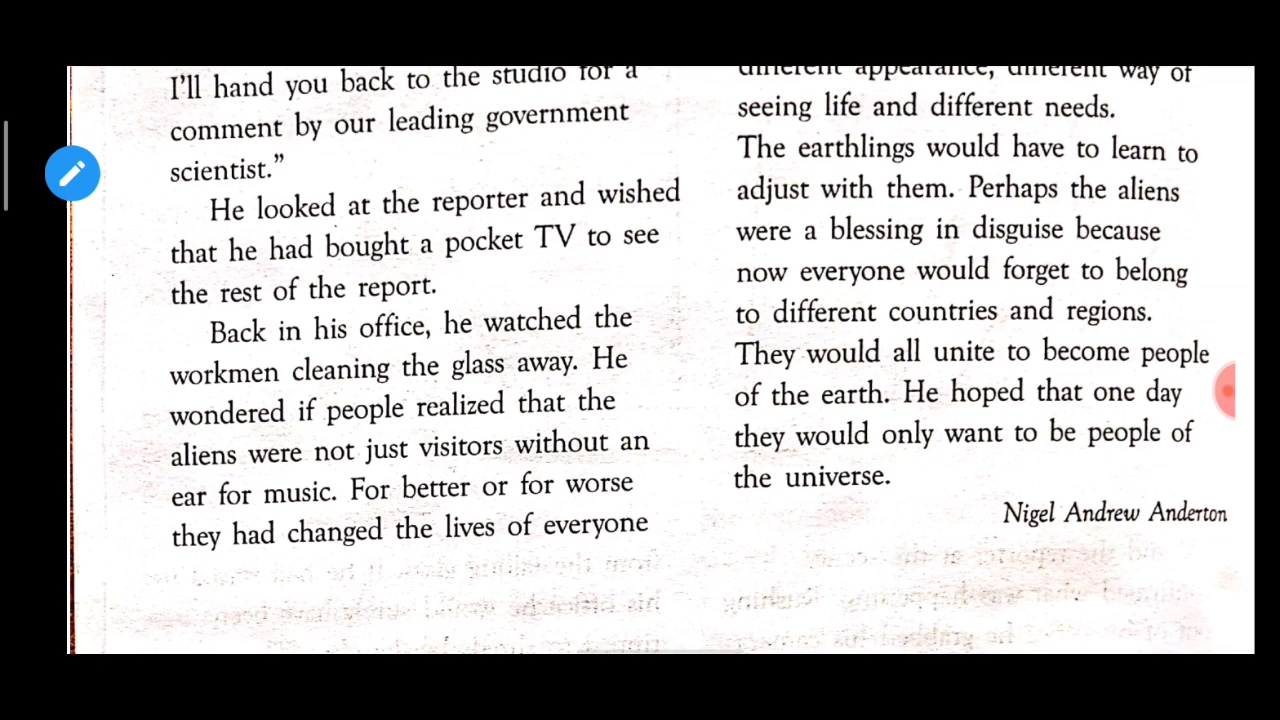 I'll hand you back to the studio for a
comment by our leading government
scientist.”
He looked at the reporter and wished
that he had bought a pocket TV to see
the rest of the report.
Back in his office, he watched the
workmen cleaning the glass away. He
wondered if people realized that the
aliens were not just visitors without an
ear for music. For better or for worse
they had changed the lives of everyone
different appearance, different way of
seeing life and different needs.
The earthlings would have to learn to
adjust with them. Perhaps the aliens
were a blessing in disguise because
now everyone would forget to belong
to different countries and regions.
They would all unite to become people
of the earth. He hoped that one day
they would only want to be people of
the universe.
Nigel Andrew Anderton